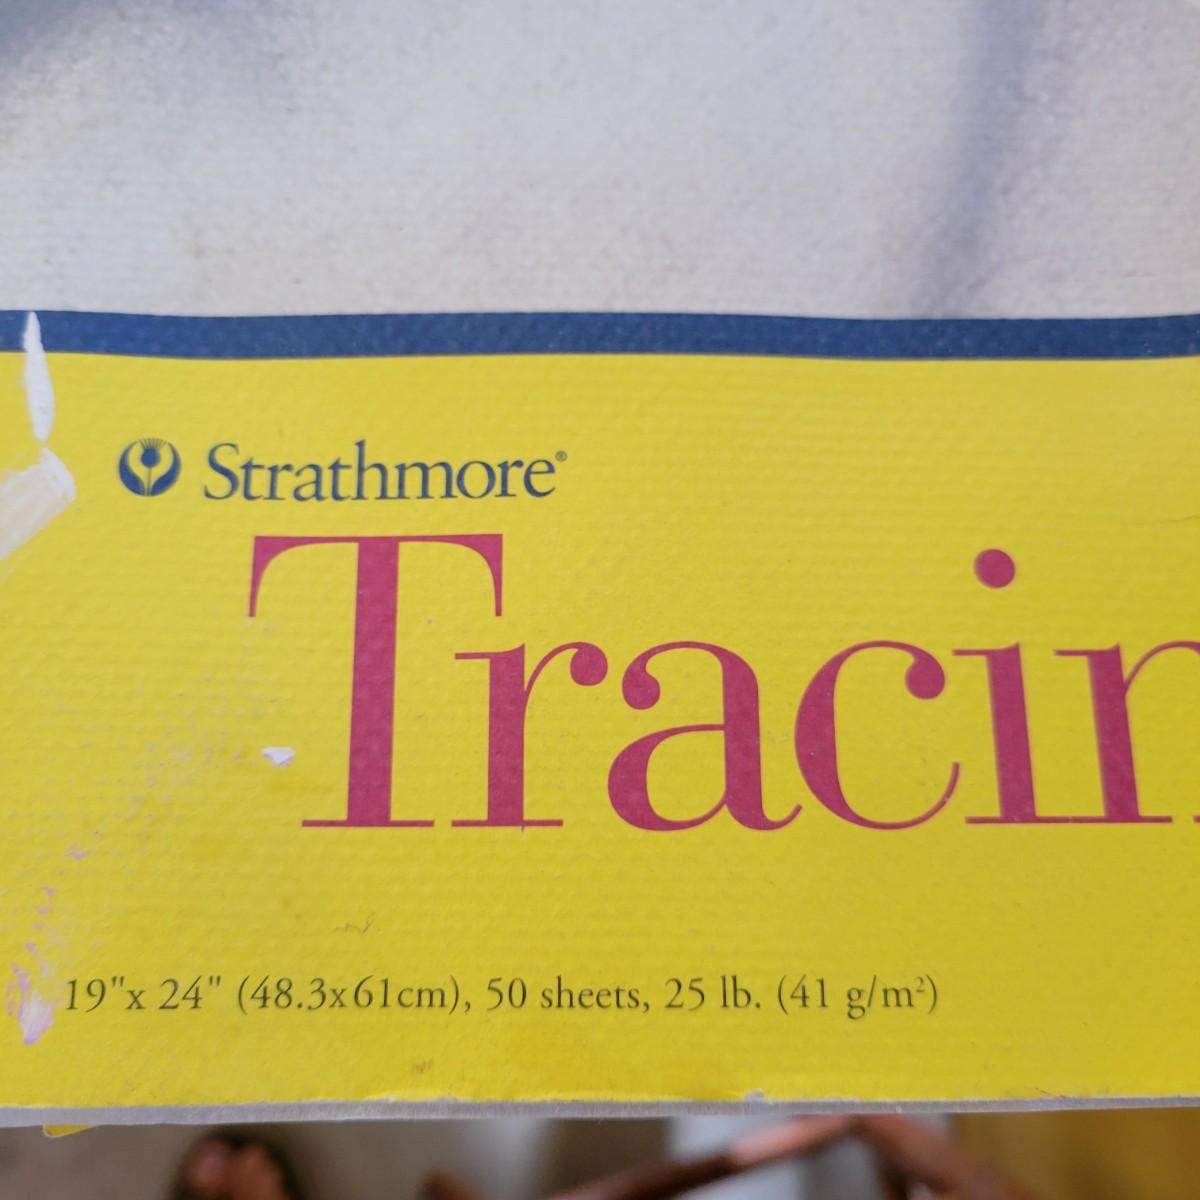 Strathmore®
Tracin
19"x 24" (48.3x61cm), 50 sheets, 25 lb. (41 g/m²)